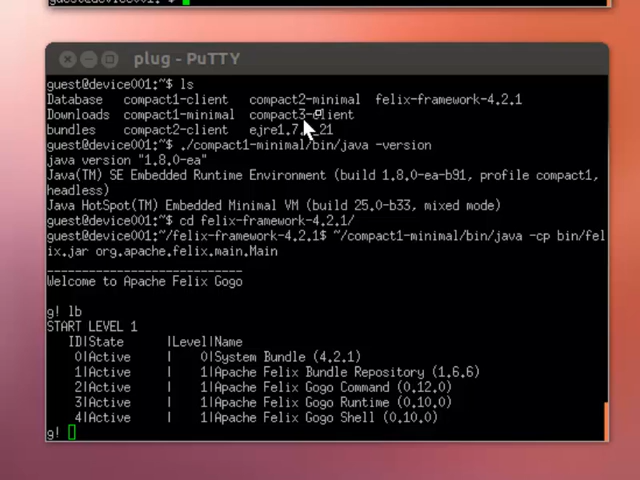 guest@device001:~$
plug - PuTTY
guest@device001:~$ ls
Database compact1-client compact2-minimal felix-framework-4.2.1
Downloads compact1-minimal compact3-client
bundles compact2-client ejre1.7. _21
guest@device001:~$ ./compact1-minimal/bin/java -version
java version "1.8.0-ea"
Java(TM) SE Embedded Runtime Environment (build 1.8.0-ea-b91, profile compact1,
headless)
Java HotSpot(TM) Embedded Minimal VM (build 25.0-b33, mixed mode)
guest@device001:~$ cd felix-framework-4.2.1/
guest@device001:~/felix-framework-4.2.1$ ~/compact1-minimal/bin/java -cp bin/fel
ix.jar org.apache.felix.main.Main
____________________________
Welcome to Apache Felix Gogo
g! lb
START LEVEL 1
ID|State |Level|Name
0|Active | 0|System Bundle (4.2.1)
1|Active | 1|Apache Felix Bundle Repository (1.6.6)
2|Active | 1|Apache Felix Gogo Command (0.12.0)
3|Active | 1|Apache Felix Gogo Runtime (0.10.0)
4|Active | 1|Apache Felix Gogo Shell (0.10.0)
g!